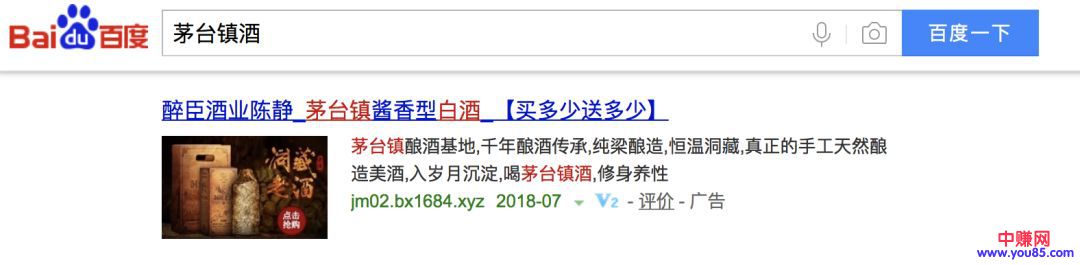 Bai du 百度
茅台镇酒
百度一下
醉臣酒业陈静_茅台镇酱香型白酒_【买多少送多少】
洞藏老酒
点击
抢购
茅台镇酿酒基地,千年酿酒传承,纯梁酿造,恒温洞藏,真正的手工天然酿
造美酒,入岁月沉淀,喝茅台镇酒,修身养性
jm02.bx1684.xyz 2018-07 V2 - 评价 - 广告
中赚网
www.you85.com